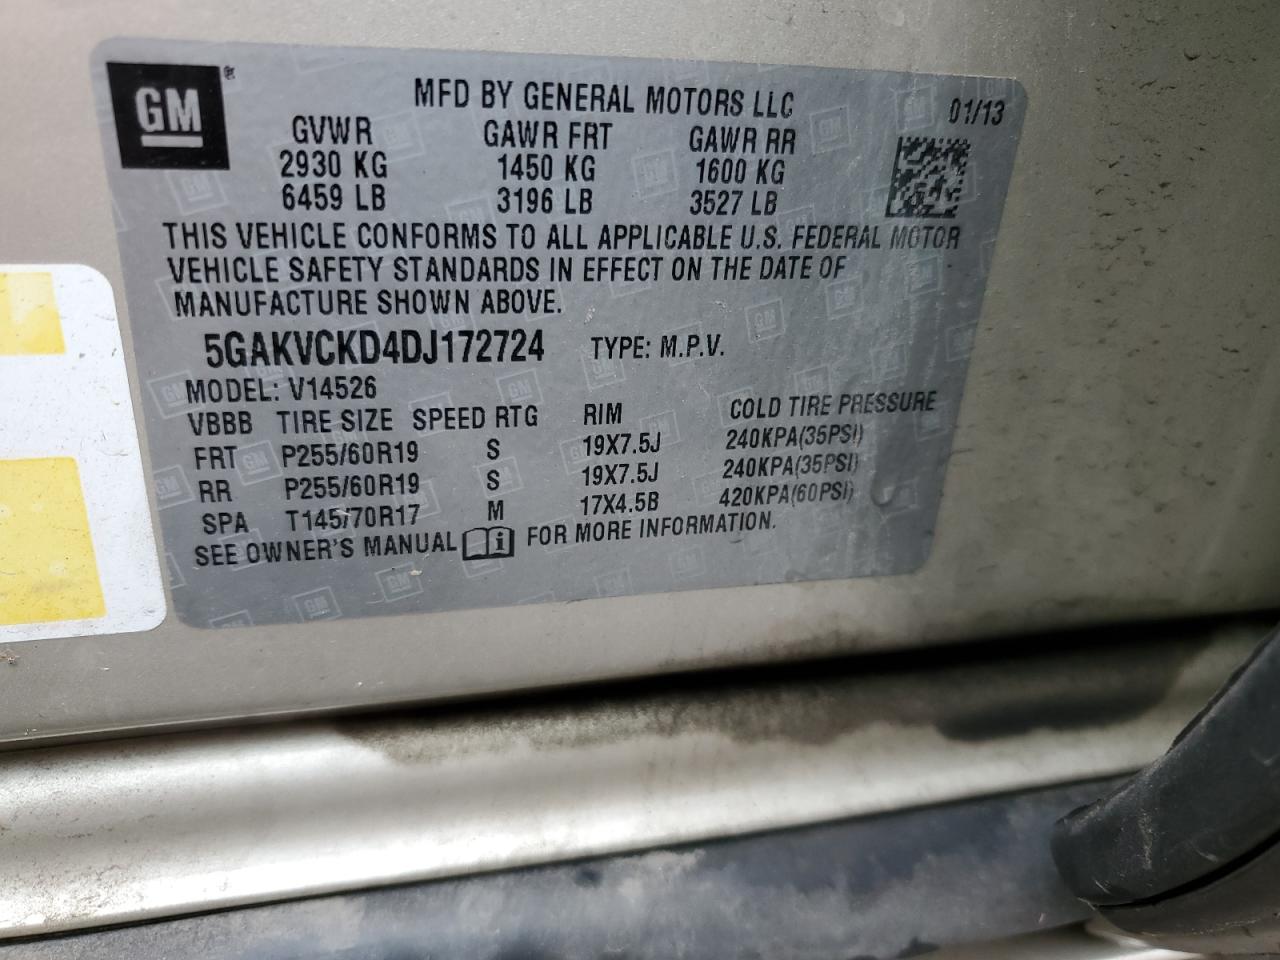 GM®
MFD BY GENERAL MOTORS LLC 01/13
GVWR GAWR FRT GAWR RR
2930 KG 1450 KG 1600 KG
6459 LB 3196 LB 3527 LB
THIS VEHICLE CONFORMS TO ALL APPLICABLE U.S. FEDERAL MOTOR
VEHICLE SAFETY STANDARDS IN EFFECT ON THE DATE OF
MANUFACTURE SHOWN ABOVE.
5GAKVCKD4DJ172724 TYPE: M.P.V.
MODEL: V14526
VBBB TIRE SIZE SPEED RTG RIM COLD TIRE PRESSURE
FRT P255/60R19 S 19X7.5J 240KPA(35PSI)
RR P255/60R19 S 19X7.5J 240KPA(35PSI)
SPA T145/70R17 M 17X4.5B 420KPA(60PSI)
SEE OWNER'S MANUAL i FOR MORE INFORMATION.